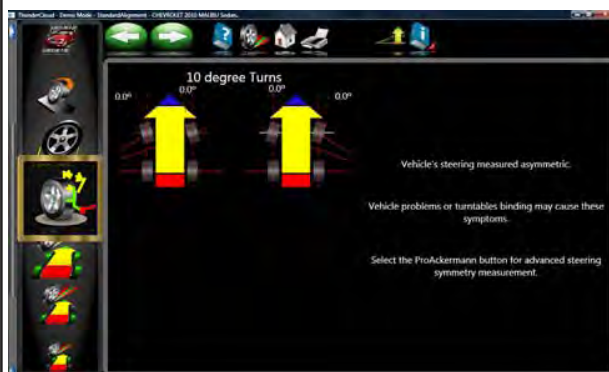 ThunderCloud - Demo Mode - StandardAlignment - CHEVROLET 2010 MALIBU Sedan.
10 degree Turns
0.0° 0.0° 0.0° 0.0°
Vehicle's steering measured asymmetric.
Vehicle problems or turntables binding may cause these
symptoms.
Select the ProAckermann button for advanced steering
symmetry measurement.